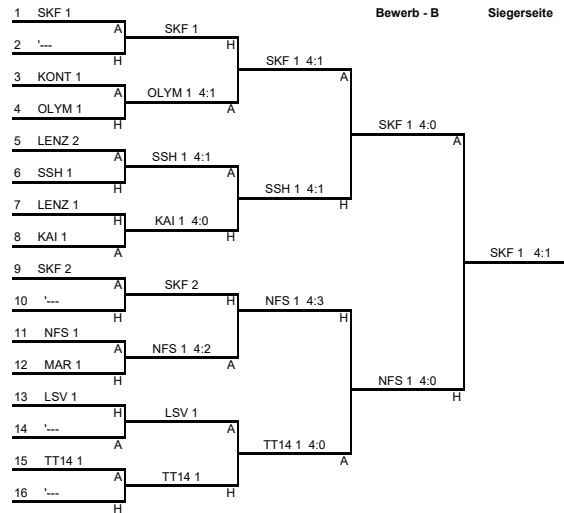 Bewerb - B Siegerseite
1 SKF 1
A SKF 1
2 '---
H H
SKF 1 4:1
3 KONT 1
A A
OLYM 1 4:1
4 OLYM 1
H A
SKF 1 4:0
5 LENZ 2
A A
SSH 1 4:1
6 SSH 1
H A
SSH 1 4:1
7 LENZ 1
H H
KAI 1 4:0
8 KAI 1
A H
SKF 1 4:1
9 SKF 2
A SKF 2
10 '---
H H
NFS 1 4:3
11 NFS 1
A H
NFS 1 4:2
12 MAR 1
H A
NFS 1 4:0
13 LSV 1
H H
LSV 1
14 '---
A A
TT14 1 4:0
15 TT14 1
A A
TT14 1
16 '---
H H